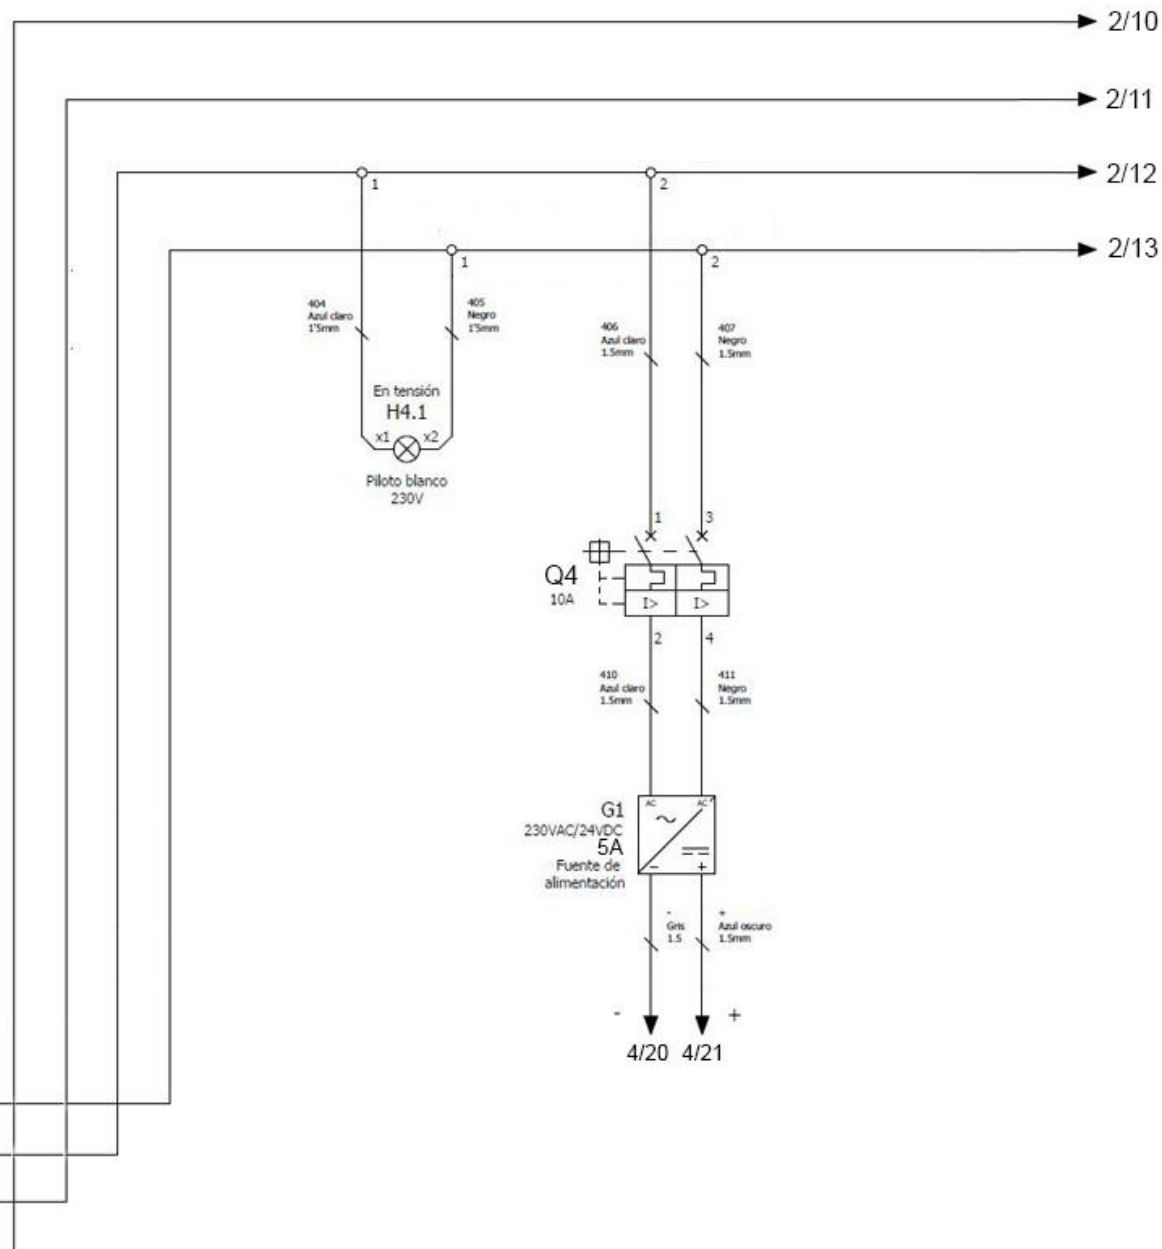 2/10
2/11
1
2
2/12
1
2
2/13
404
Azul claro
1'5mm
405
Negro
1'5mm
406
Azul claro
1.5mm
407
Negro
1.5mm
En tensión
H4.1
x1
x2
Piloto blanco
230V
1
3
Q4
10A
I>
I>
2
4
410
Azul claro
1.5mm
411
Negro
1.5mm
G1
230VAC/24VDC
5A
Fuente de
alimentación
AC
AC
-
+
-
Gris
1.5
+
Azul oscuro
1.5mm
-
+
4/20
4/21